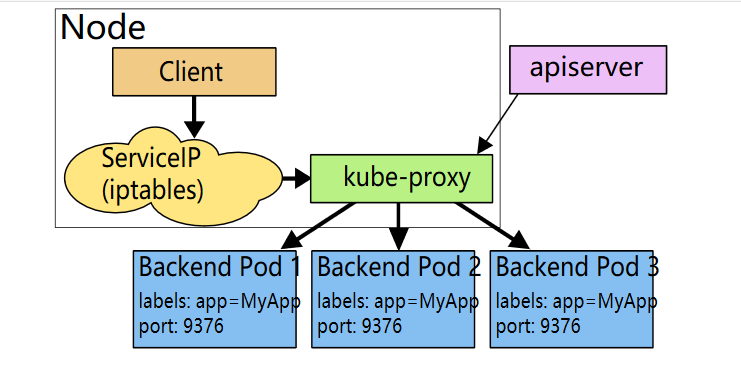 Node
Client
apiserver
ServiceIP
(iptables)
kube-proxy
Backend Pod 1
labels: app=MyApp
port: 9376
Backend Pod 2
labels: app=MyApp
port: 9376
Backend Pod 3
labels: app=MyApp
port: 9376